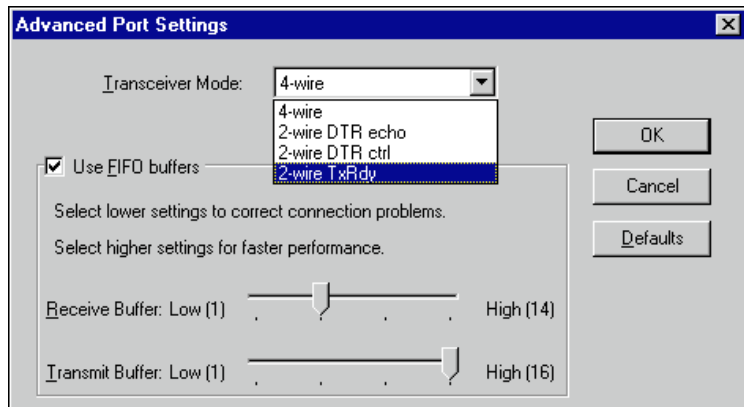 Advanced Port Settings
Transceiver Mode: 4-wire
4-wire
2-wire DTR echo
2-wire DTR ctrl
2-wire TxRdy
OK
Cancel
Defaults
Use FIFO buffers
Select lower settings to correct connection problems.
Select higher settings for faster performance.
Receive Buffer: Low (1) High (14)
Transmit Buffer: Low (1) High (16)